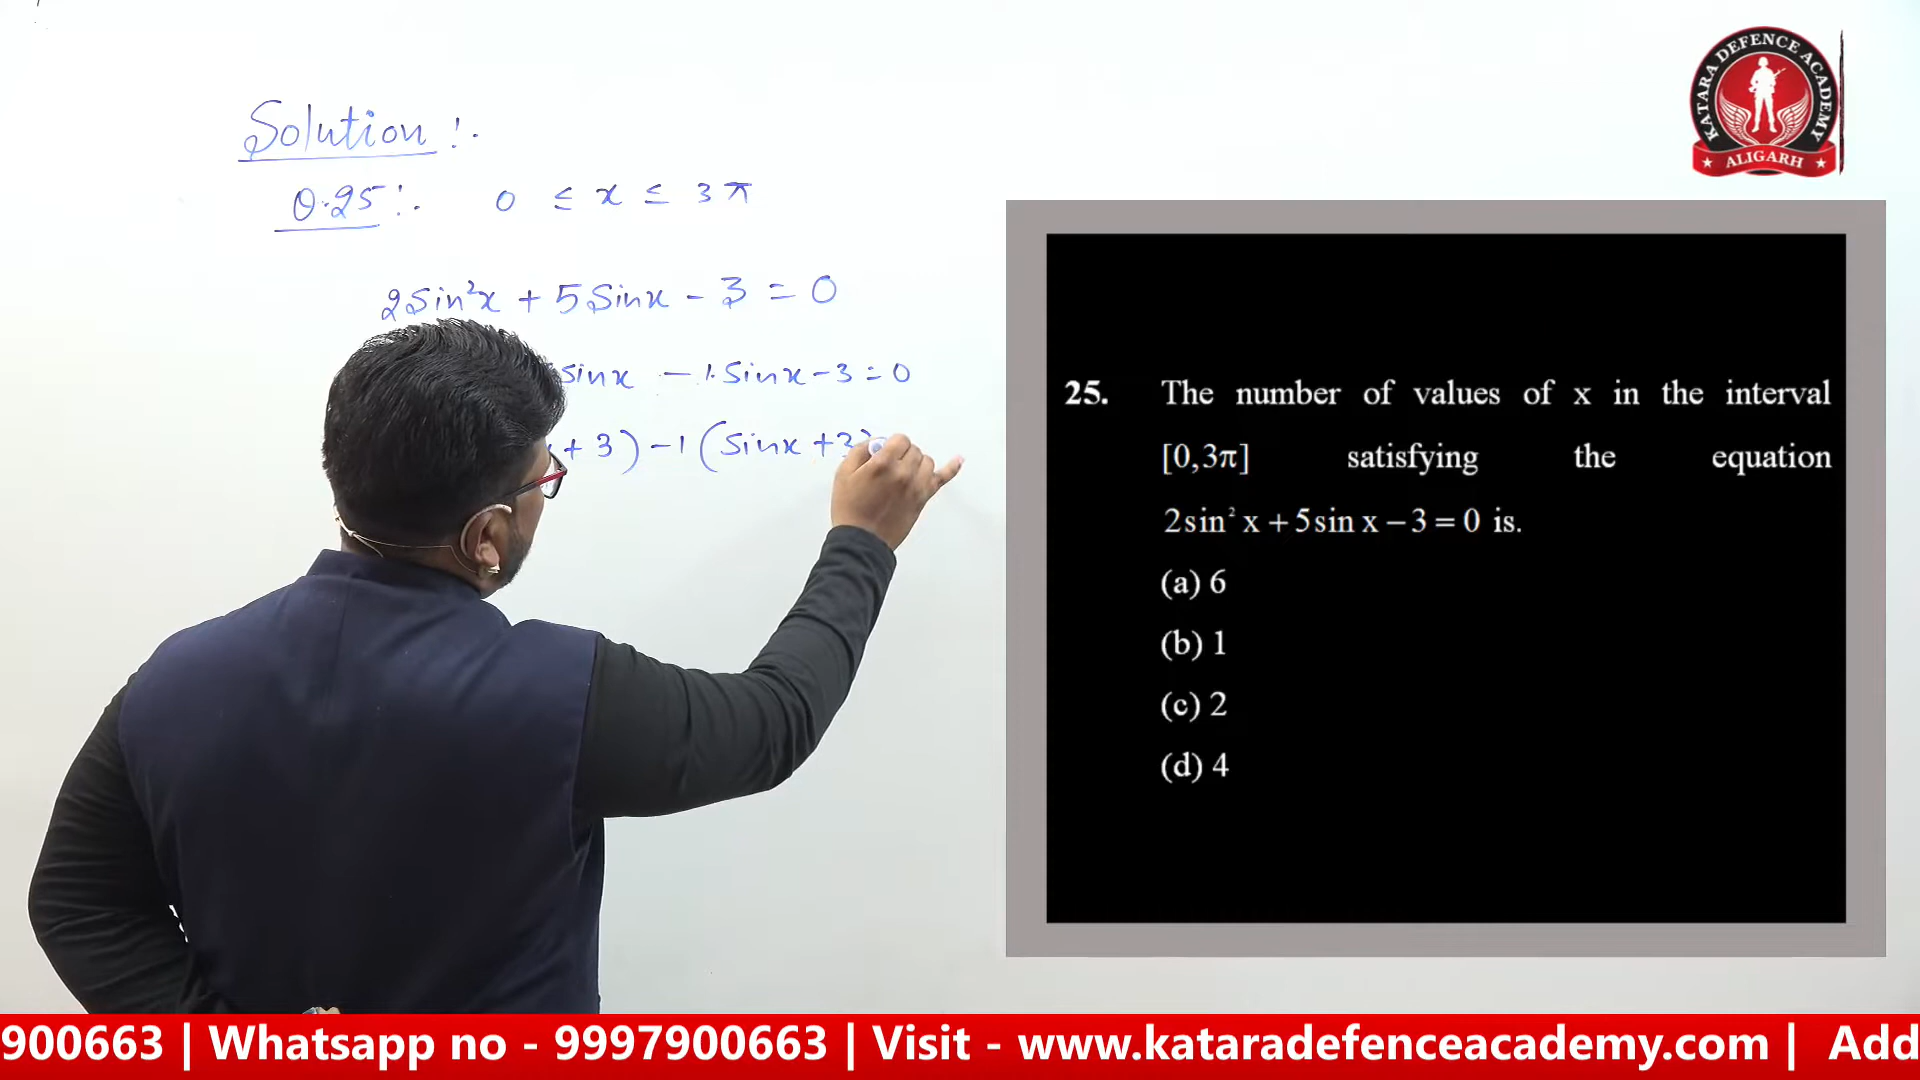 Solution :.
Q.25 :. 0 ≤ x ≤ 3π
2Sin²x + 5Sinx - 3 = 0
sinx - 1. Sinx - 3 = 0
+ 3) - 1 (Sinx + 3)
KATARA DEFENCE ACADEMY
ALIGARH
25. The number of values of x in the interval
[0,3π] satisfying the equation
2sin² x + 5sin x − 3 = 0 is.
(a) 6
(b) 1
(c) 2
(d) 4
900663 | Whatsapp no - 9997900663 | Visit - www.kataradefenceacademy.com | Add